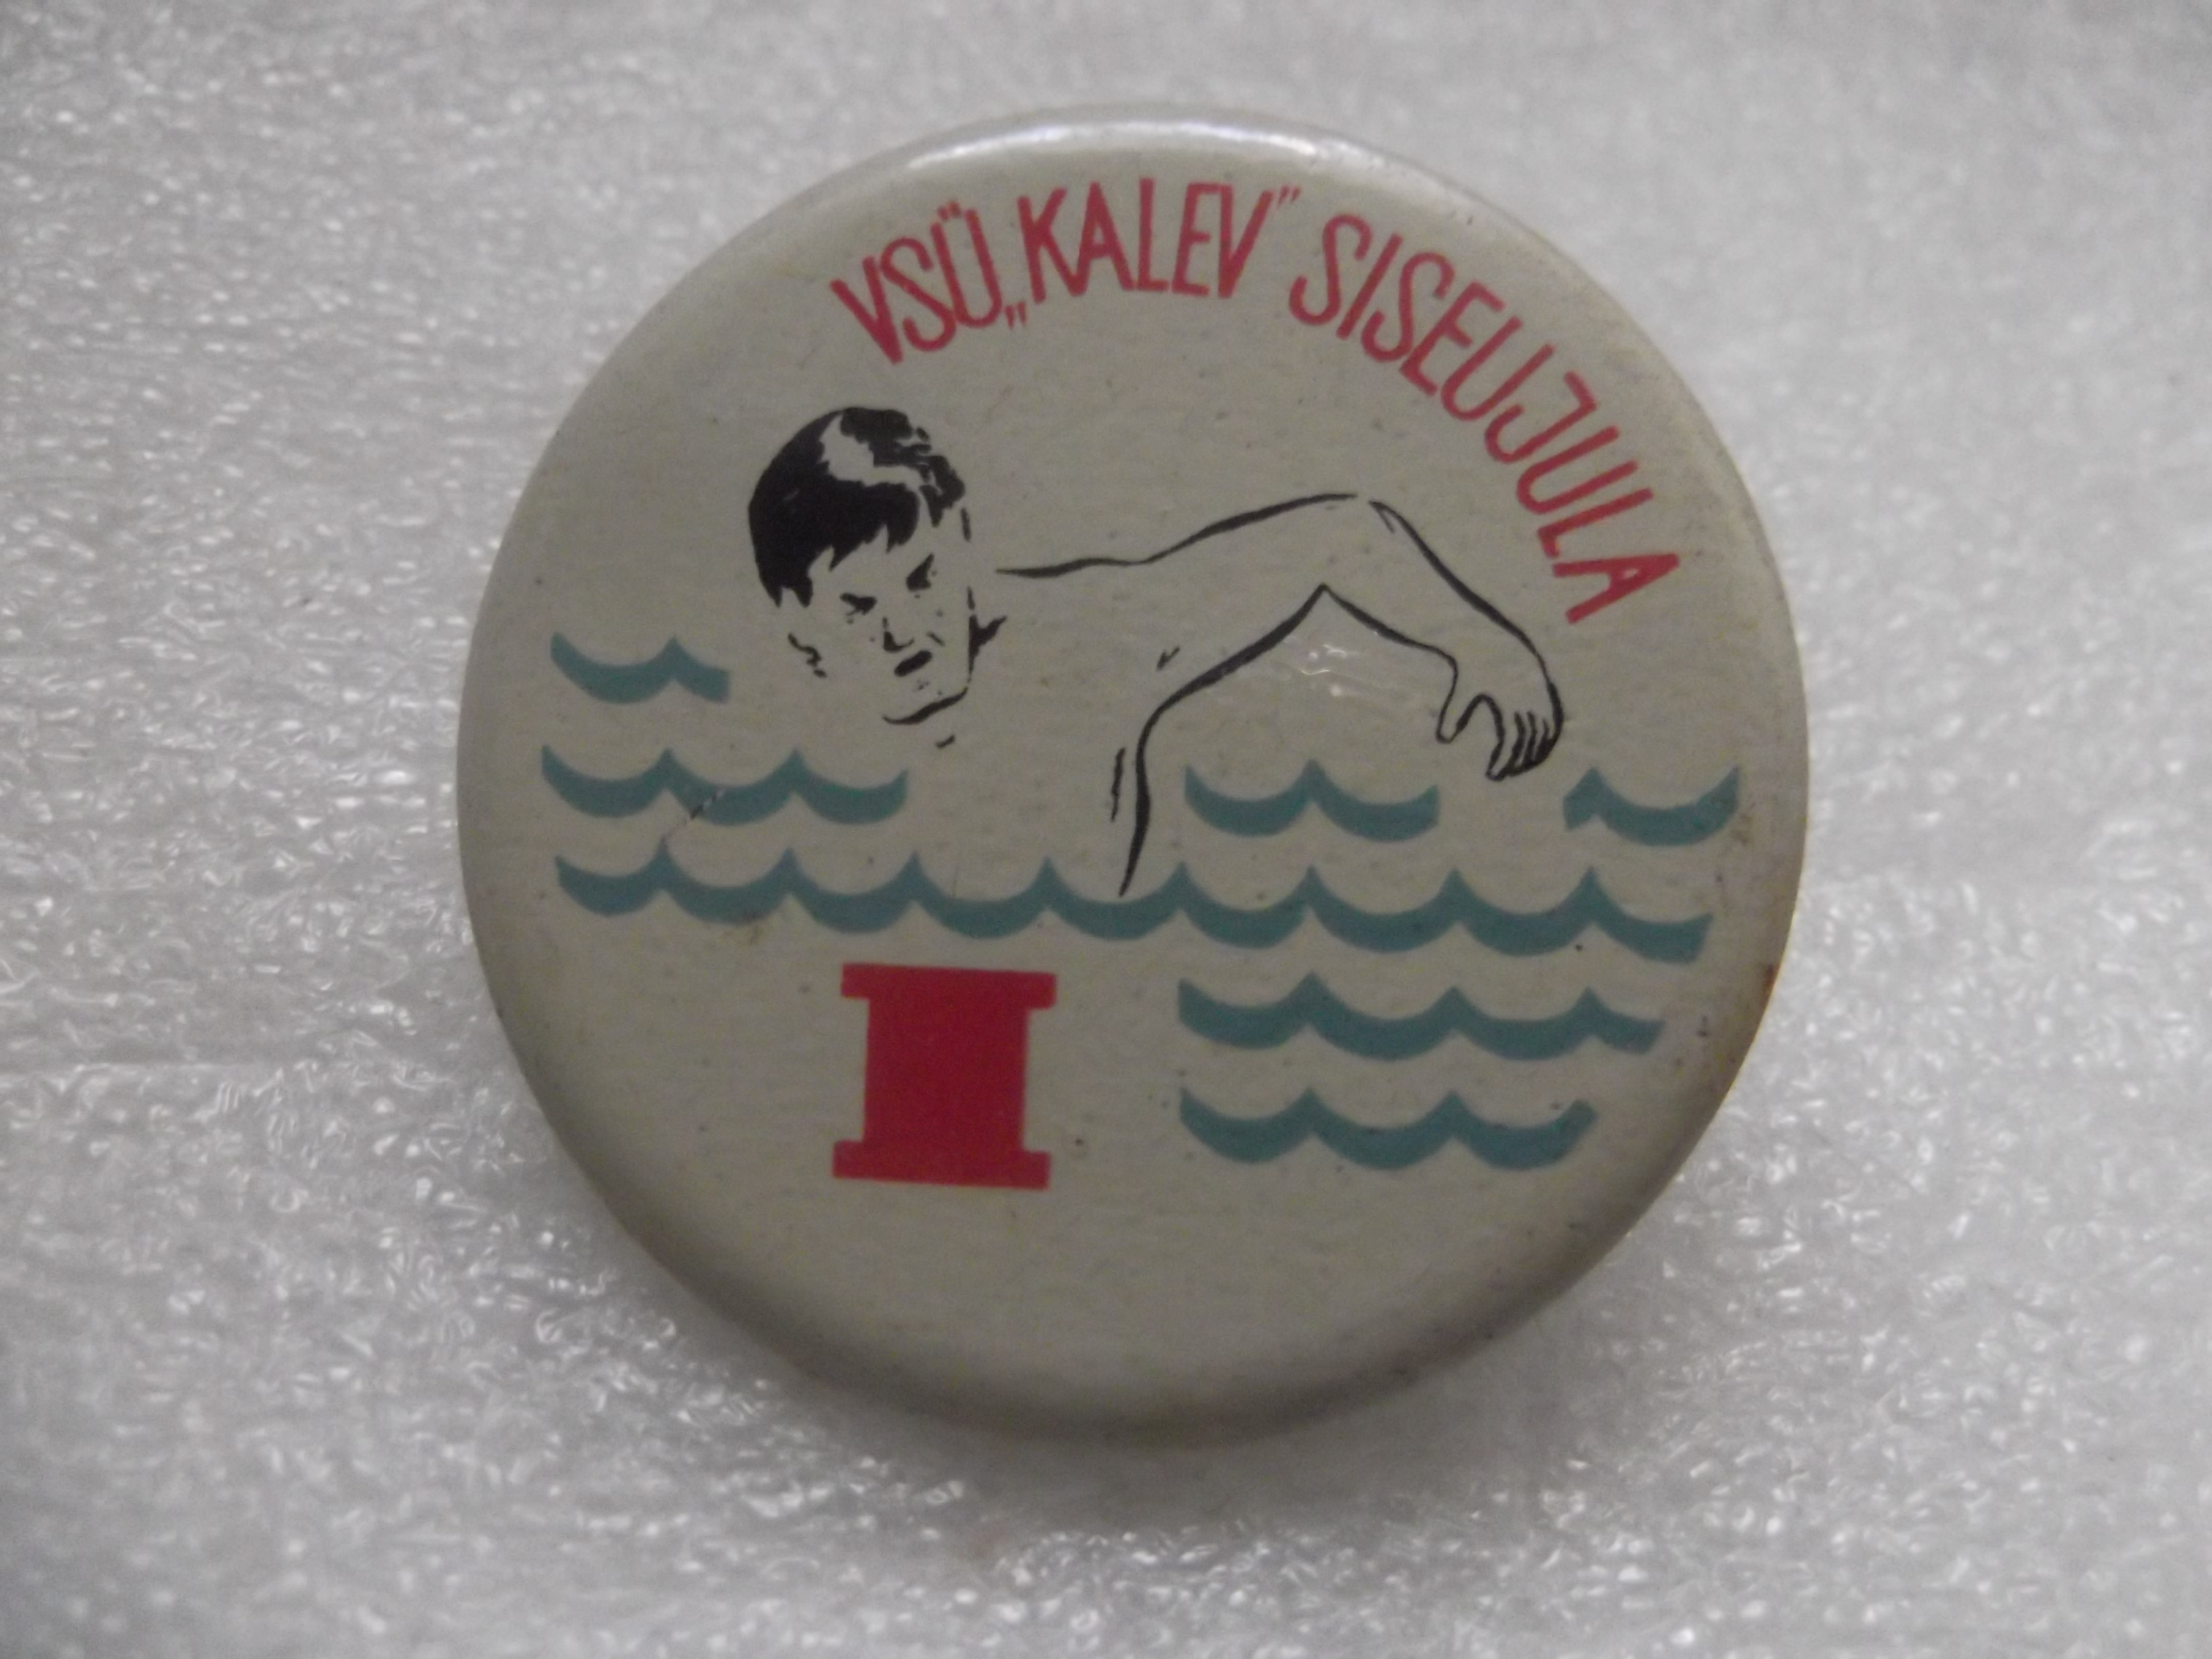 VSÜ „KALEV” SISEUJULA
I